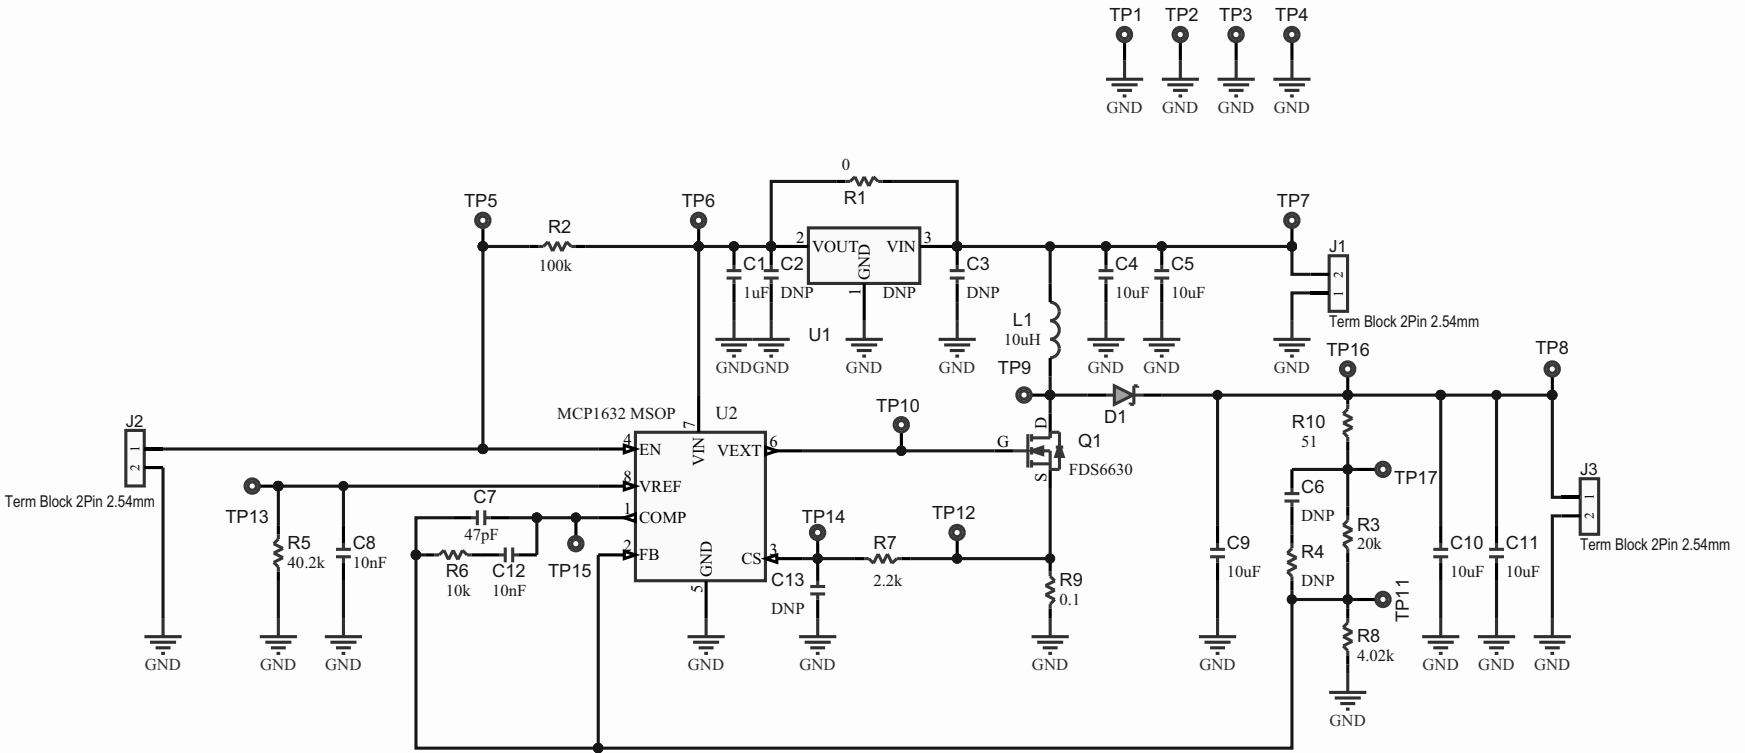 TP1 TP2 TP3 TP4
GND GND GND GND
0
R1
TP5 TP6 TP7
R2
100k
2 VOUT VIN 3
GND
1
DNP
U1
GND
C1
1uF
GND
C2
DNP
GND
C3
DNP
GND
C4
10uF
GND
C5
10uF
GND
J1
2
1
Term Block 2Pin 2.54mm
GND
L1
10uH
TP9
D1
TP16
TP8
MCP1632 MSOP U2
7
VIN
4 EN
8 VREF
1 COMP
2 FB
VEXT 6
CS 3
GND
5
GND
J2
1
2
Term Block 2Pin 2.54mm
GND
TP13
R5
40.2k
GND
C8
10nF
GND
C7
47pF
R6
10k
C12
10nF
TP15
TP10
G
D
S
Q1
FDS6630
TP14
R7
2.2k
TP12
C13
DNP
GND
R9
0.1
GND
C9
10uF
GND
R10
51
TP17
C6
DNP
R3
20k
R4
DNP
TP11
R8
4.02k
GND
C10
10uF
GND
C11
10uF
GND
J3
1
2
Term Block 2Pin 2.54mm
GND